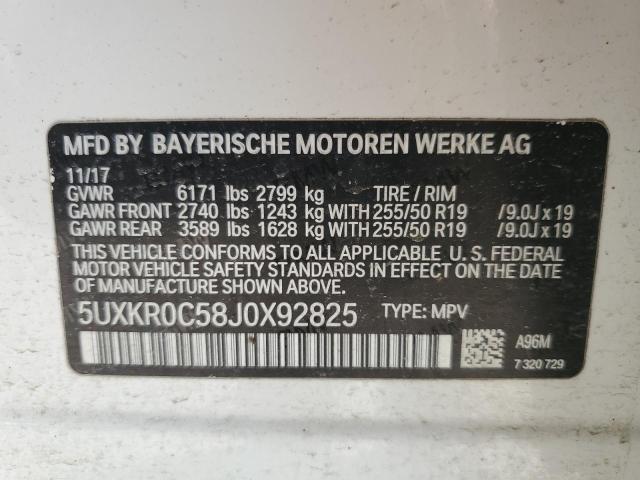 MFD BY BAYERISCHE MOTOREN WERKE AG
11/17
GVWR 6171 lbs 2799 kg TIRE / RIM
GAWR FRONT 2740 lbs 1243 kg WITH 255/50 R19 /9.0J x 19
GAWR REAR 3589 lbs 1628 kg WITH 255/50 R19 /9.0J x 19
THIS VEHICLE CONFORMS TO ALL APPLICABLE U. S. FEDERAL
MOTOR VEHICLE SAFETY STANDARDS IN EFFECT ON THE DATE
OF MANUFACTURE SHOWN ABOVE.
5UXKR0C58J0X92825 TYPE: MPV
A96M
7 320 729